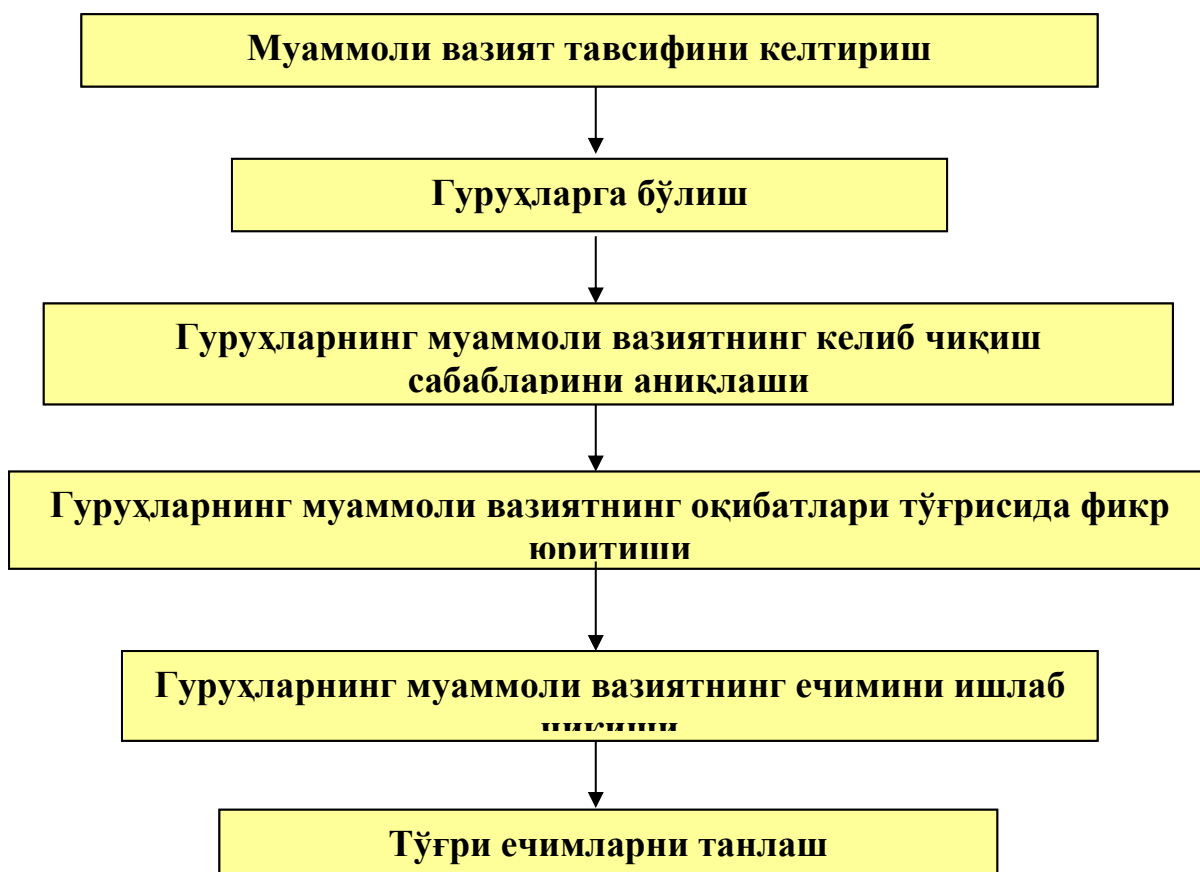 Муаммоли вазият тавсифини келтириш
Гуруҳларга бўлиш
Гуруҳларнинг муаммоли вазиятнинг келиб чиқиш
сабабларини аниқлаши
Гуруҳларнинг муаммоли вазиятнинг оқибатлари тўғрисида фикр
юритиши
Гуруҳларнинг муаммоли вазиятнинг ечимини ишлаб
чиқиши
Тўғри ечимларни танлаш